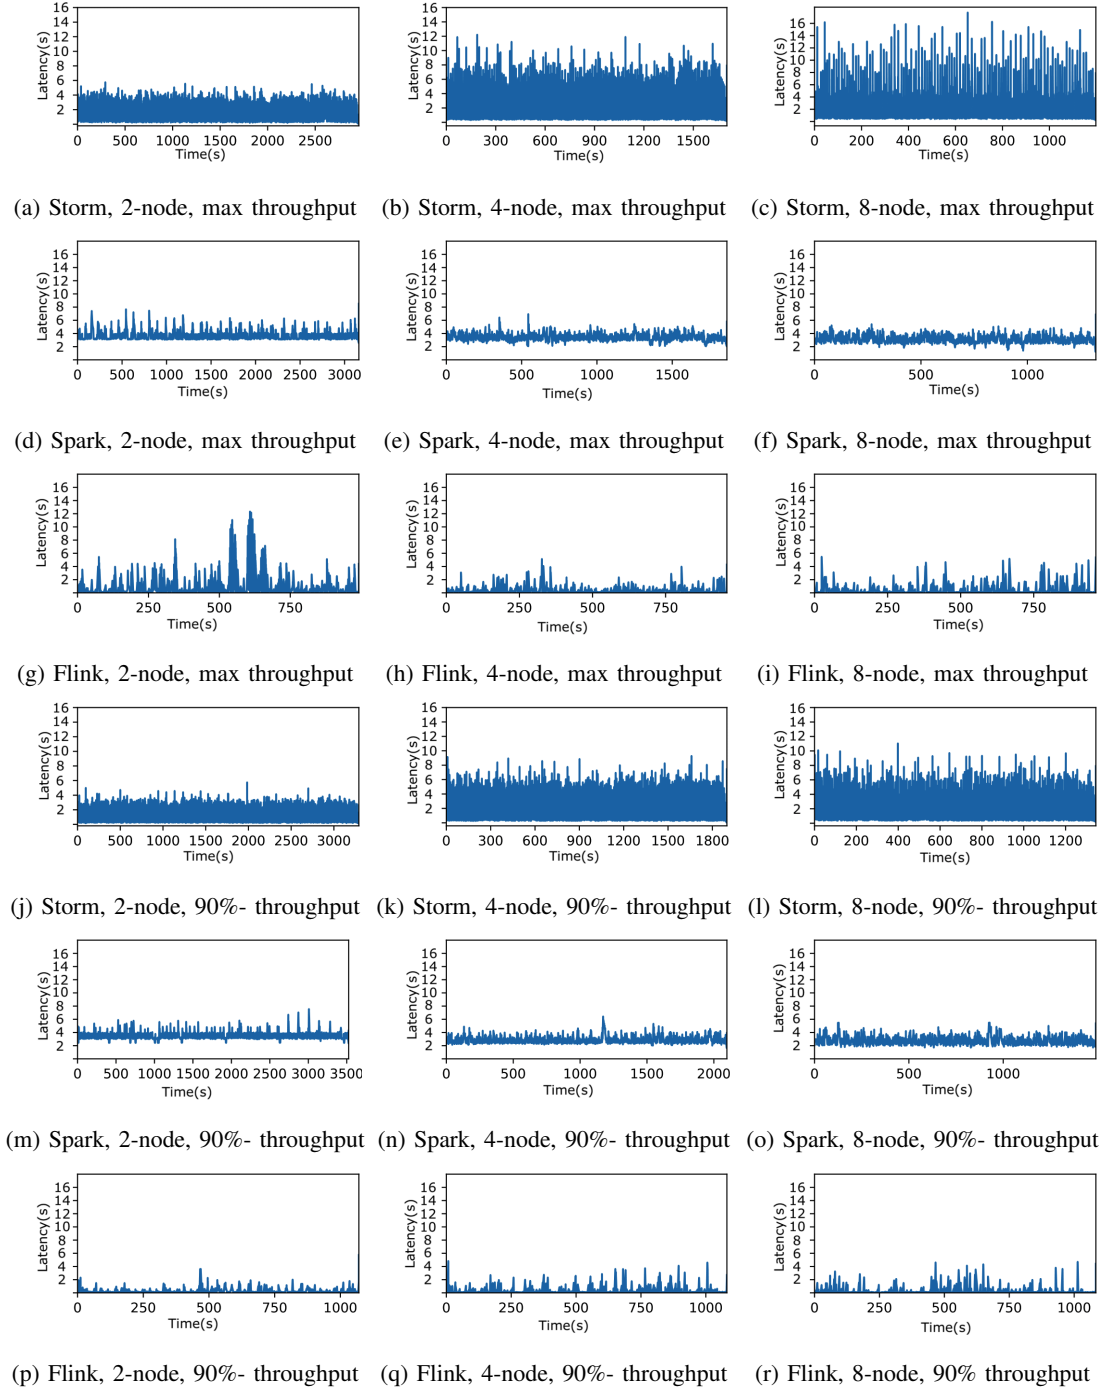 16
14
12
10
8
6
4
2
Latency(s)
0 500 1000 1500 2000 2500
Time(s)
16
14
12
10
8
6
4
2
Latency(s)
0 300 600 900 1200 1500
Time(s)
16
14
12
10
8
6
4
2
Latency(s)
0 200 400 600 800 1000
Time(s)
(a) Storm, 2-node, max throughput
(b) Storm, 4-node, max throughput
(c) Storm, 8-node, max throughput
16
14
12
10
8
6
4
2
Latency(s)
0 500 1000 1500 2000 2500 3000
Time(s)
16
14
12
10
8
6
4
2
Latency(s)
0 500 1000 1500
Time(s)
16
14
12
10
8
6
4
2
Latency(s)
0 500 1000
Time(s)
(d) Spark, 2-node, max throughput
(e) Spark, 4-node, max throughput
(f) Spark, 8-node, max throughput
16
14
12
10
8
6
4
2
Latency(s)
0 250 500 750
Time(s)
16
14
12
10
8
6
4
2
Latency(s)
0 250 500 750
Time(s)
16
14
12
10
8
6
4
2
Latency(s)
0 250 500 750
Time(s)
(g) Flink, 2-node, max throughput
(h) Flink, 4-node, max throughput
(i) Flink, 8-node, max throughput
16
14
12
10
8
6
4
2
Latency(s)
0 500 1000 1500 2000 2500 3000
Time(s)
16
14
12
10
8
6
4
2
Latency(s)
0 300 600 900 1200 1500 1800
Time(s)
16
14
12
10
8
6
4
2
Latency(s)
0 200 400 600 800 1000 1200
Time(s)
(j) Storm, 2-node, 90%- throughput
(k) Storm, 4-node, 90%- throughput
(l) Storm, 8-node, 90%- throughput
16
14
12
10
8
6
4
2
Latency(s)
0 500 1000 1500 2000 2500 3000 3500
Time(s)
16
14
12
10
8
6
4
2
Latency(s)
0 500 1000 1500 2000
Time(s)
16
14
12
10
8
6
4
2
Latency(s)
0 500 1000
Time(s)
(m) Spark, 2-node, 90%- throughput
(n) Spark, 4-node, 90%- throughput
(o) Spark, 8-node, 90%- throughput
16
14
12
10
8
6
4
2
Latency(s)
0 250 500 750 1000
Time(s)
16
14
12
10
8
6
4
2
Latency(s)
0 250 500 750 1000
Time(s)
16
14
12
10
8
6
4
2
Latency(s)
0 250 500 750 1000
Time(s)
(p) Flink, 2-node, 90%- throughput
(q) Flink, 4-node, 90%- throughput
(r) Flink, 8-node, 90% throughput